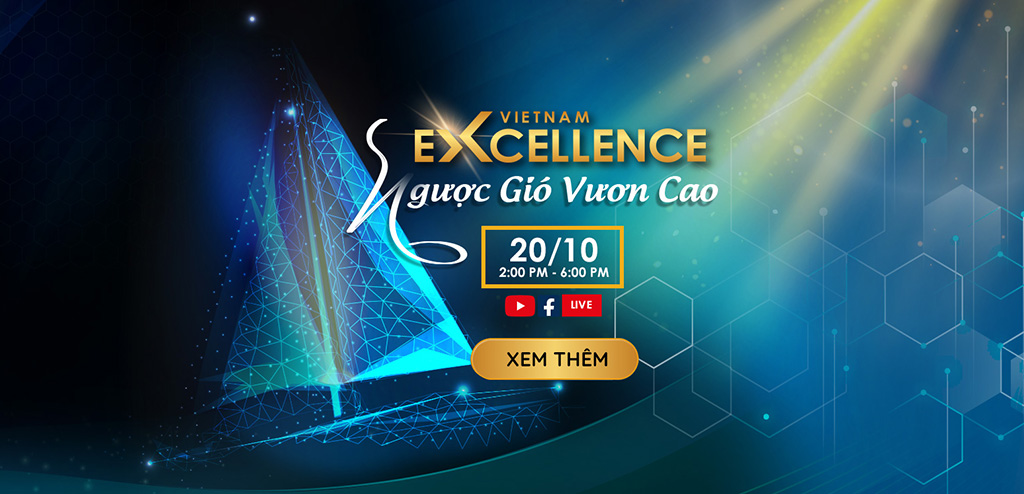 VIETNAM
EXCELLENCE
Ngược Gió Vươn Cao
20/10
2:00 PM - 6:00 PM
LIVE
XEM THÊM